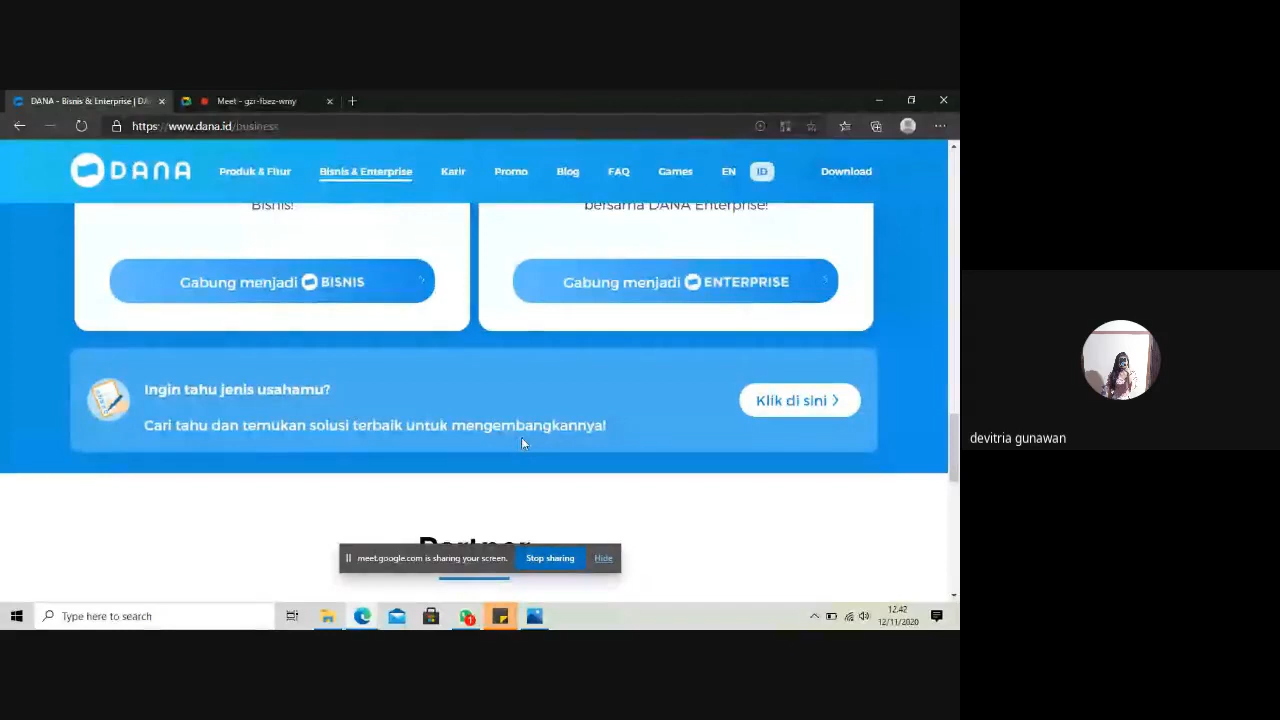 DANA - Bisnis & Enterprise | DA
Meet - gzr-fbez-wmy
https://www.dana.id/business
DANA
Produk & Fitur
Bisnis & Enterprise
Karir
Promo
Blog
FAQ
Games
EN
ID
Download
Bisnis!
bersama DANA Enterprise!
Gabung menjadi BISNIS
Gabung menjadi ENTERPRISE
Ingin tahu jenis usahamu?
Cari tahu dan temukan solusi terbaik untuk mengembangkannya!
Klik di sini
Partner
meet.google.com is sharing your screen.
Stop sharing
Hide
devitria gunawan
Type here to search
12.42
12/11/2020